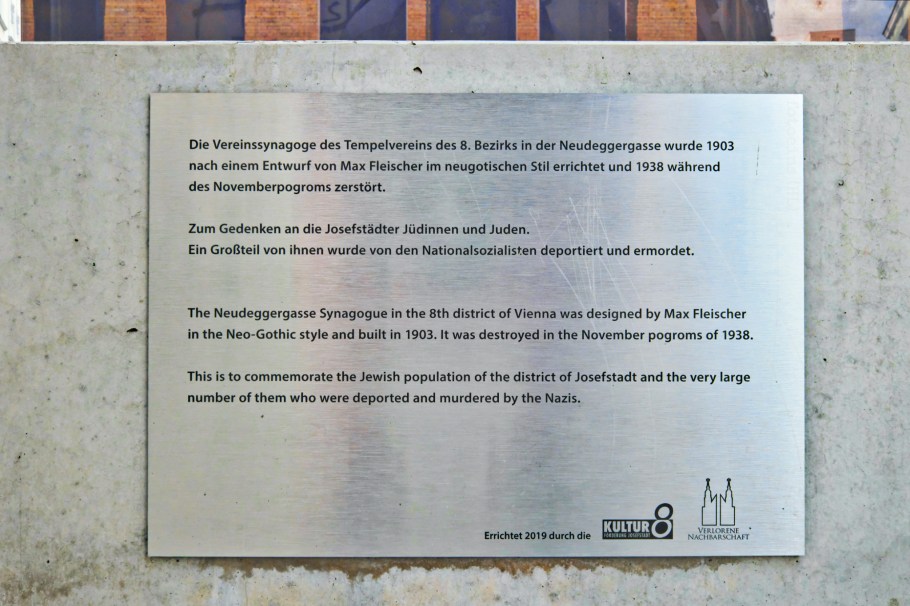 Die Vereinssynagoge des Tempelvereins des 8. Bezirks in der Neudeggergasse wurde 1903
nach einem Entwurf von Max Fleischer im neugotischen Stil errichtet und 1938 während
des Novemberpogroms zerstört.
Zum Gedenken an die Josefstädter Jüdinnen und Juden.
Ein Großteil von ihnen wurde von den Nationalsozialisten deportiert und ermordet.
The Neudeggergasse Synagogue in the 8th district of Vienna was designed by Max Fleischer
in the Neo-Gothic style and built in 1903. It was destroyed in the November pogroms of 1938.
This is to commemorate the Jewish population of the district of Josefstadt and the very large
number of them who were deported and murdered by the Nazis.
Errichtet 2019 durch die
KULTUR 8
FÖRDERUNG JOSEFSTADT
VERLORENE
NACHBARSCHAFT